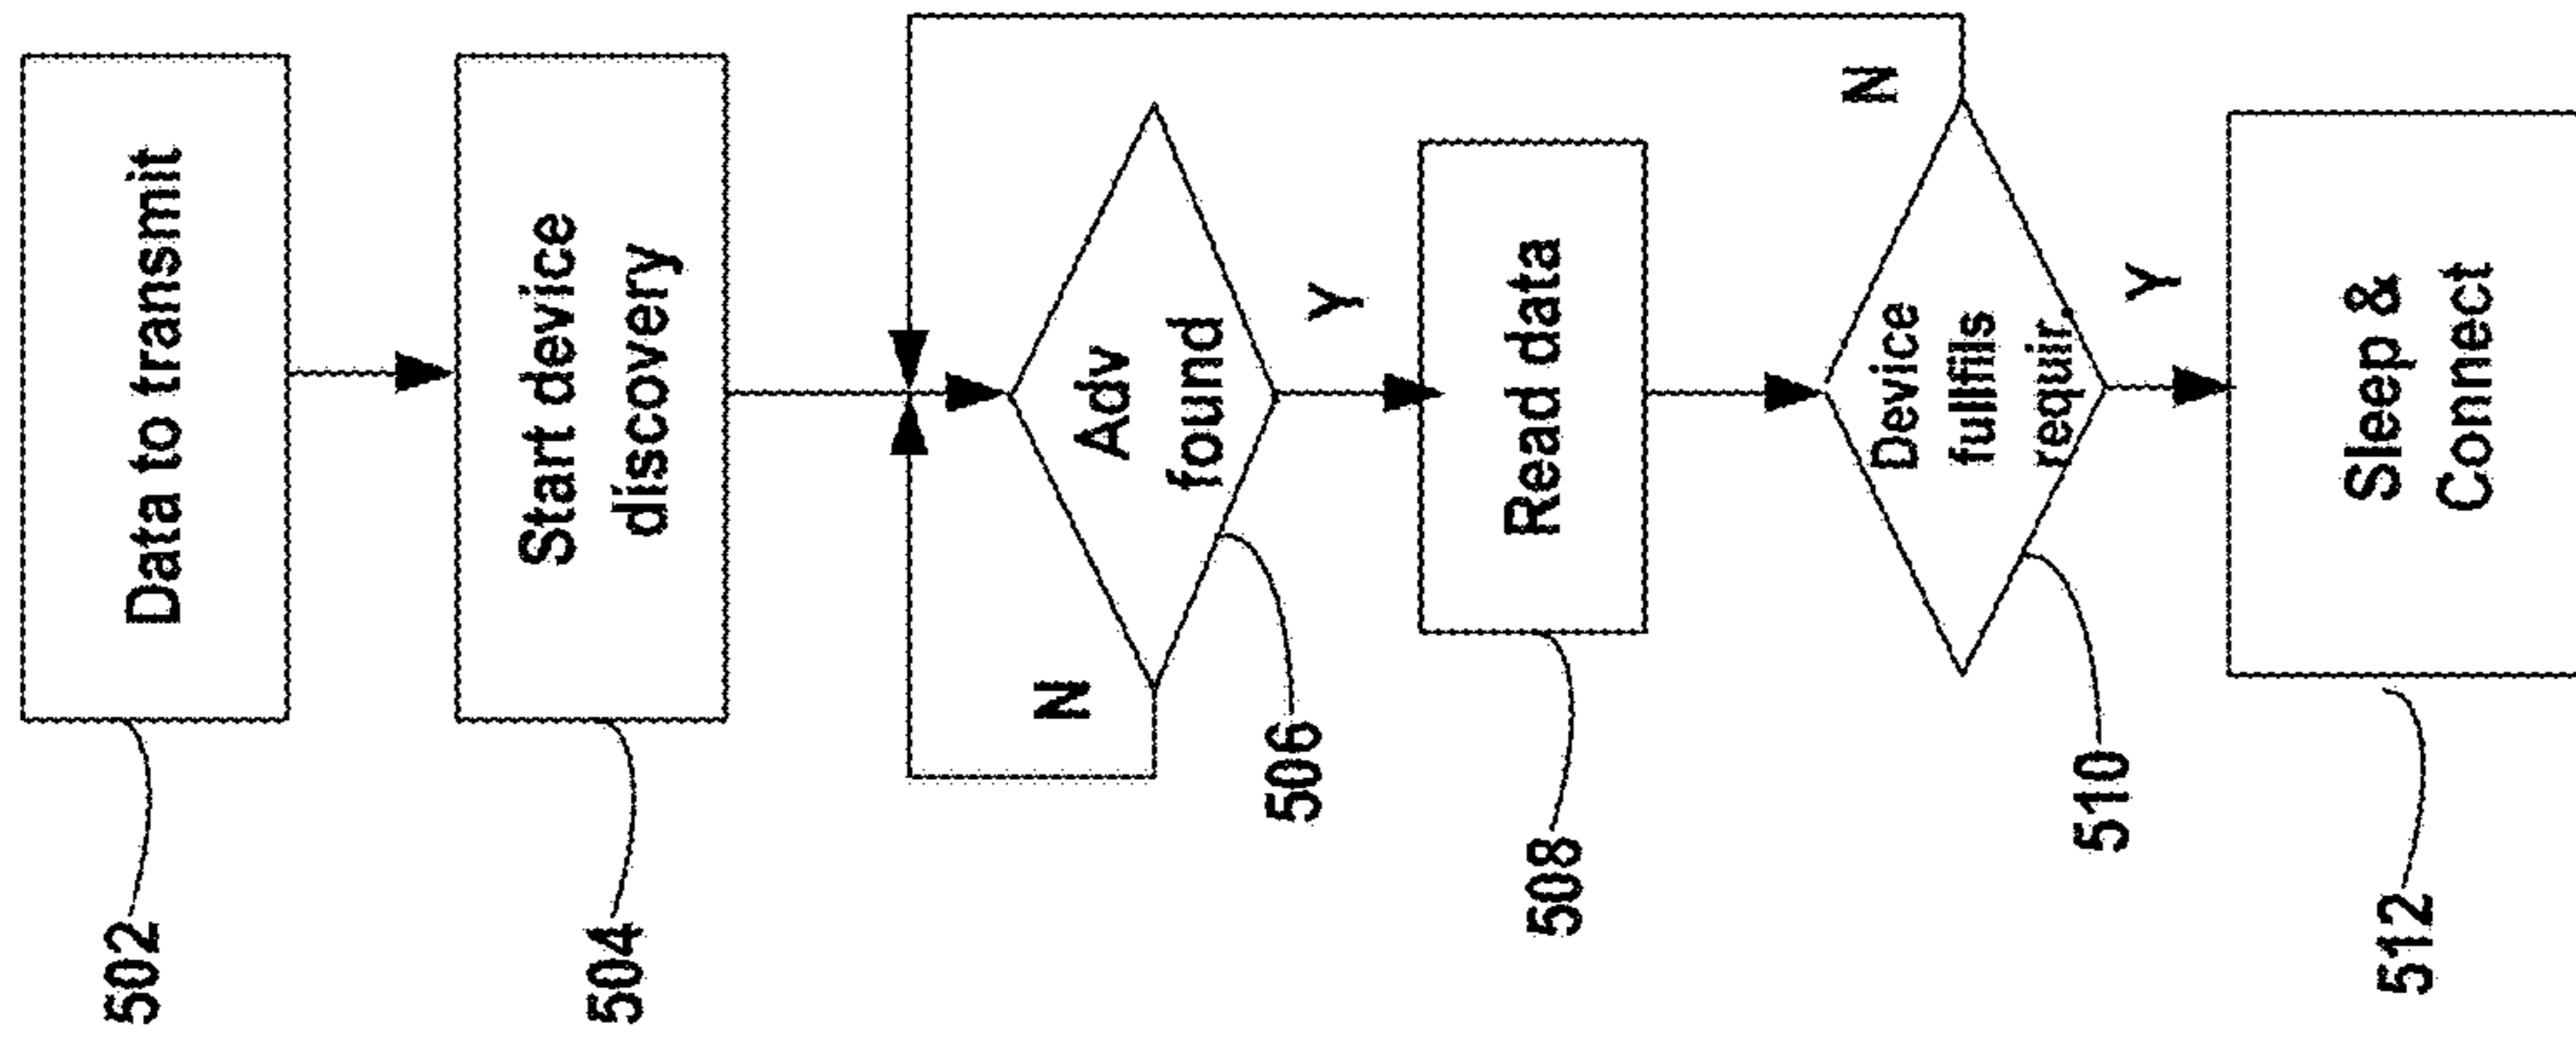 502
Data to transmit
504
Start device
discovery
N
Adv
found
506
Y
508
Read data
N
Device
fulfils
requir.
510
Y
512
Sleep &
Connect